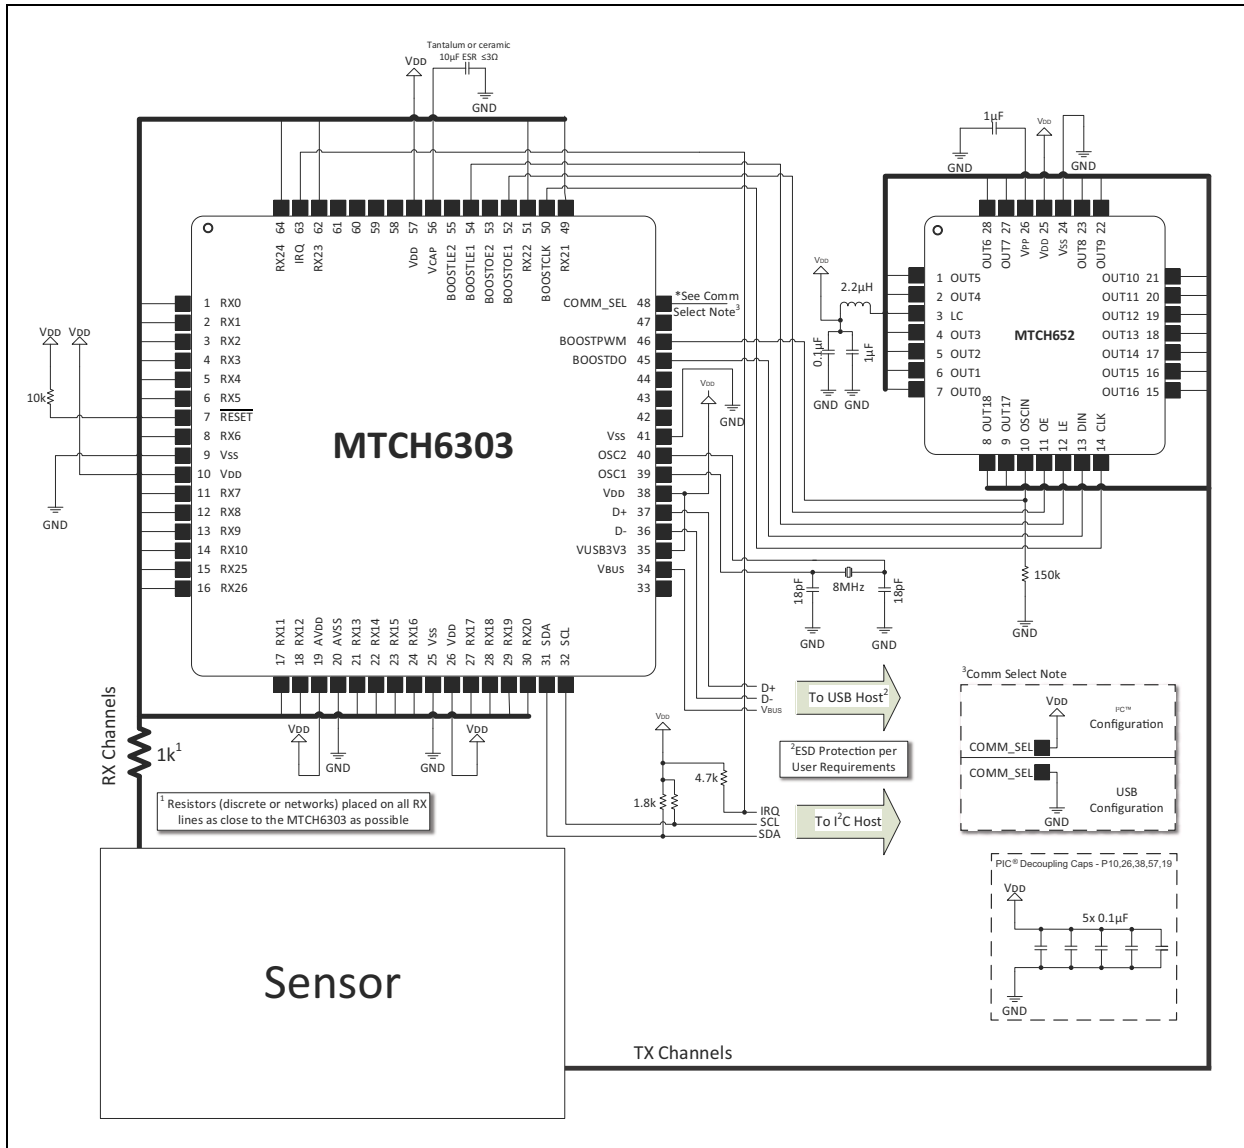 Tantalum or ceramic
10µF ESR ≤3Ω
VDD
GND
1µF
VDD
GND
GND
64 63 62 61 60 59 58 57 56 55 54 53 52 51 50 49
RX24 IRQ RX23 VDD VCAP BOOSTLE2 BOOSTLE1 BOOSTOE2 BOOSTOE1 RX22 BOOSTCLK RX21
28 27 26 25 24 23 22
OUT6 OUT7 VPP VDD VSS OUT8 OUT9
1 RX0
2 RX1
3 RX2
4 RX3
5 RX4
6 RX5
7 RESET
8 RX6
9 VSS
10 VDD
11 RX7
12 RX8
13 RX9
14 RX10
15 RX25
16 RX26
VDD VDD
10k
GND
MTCH6303
COMM_SEL 48
47
BOOSTPWM 46
BOOSTDO 45
44
43
42
VSS 41
OSC2 40
OSC1 39
VDD 38
D+ 37
D- 36
VUSB3V3 35
VBUS 34
33
*See Comm
Select Note3
VDD
GND
VDD
2.2µH
0.1µF
1µF
GND GND
1 OUT5
2 OUT4
3 LC
4 OUT3
5 OUT2
6 OUT1
7 OUT0
MTCH652
OUT10 21
OUT11 20
OUT12 19
OUT13 18
OUT14 17
OUT15 16
OUT16 15
8 OUT18
9 OUT17
10 OSCIN
11 OE
12 LE
13 DIN
14 CLK
18pF
8MHz
18pF
GND
GND
150k
GND
17 RX11
18 RX12
19 AVDD
20 AVSS
21 RX13
22 RX14
23 RX15
24 RX16
25 VSS
26 VDD
27 RX17
28 RX18
29 RX19
30 RX20
31 SDA
32 SCL
VDD
GND
GND
VDD
RX Channels
1k1
1 Resistors (discrete or networks) placed on all RX
lines as close to the MTCH6303 as possible
D+
D-
VBUS
To USB Host2
2ESD Protection per
User Requirements
VDD
4.7k
1.8k
IRQ
SCL
SDA
To I2C Host
3Comm Select Note
VDD
I2C™
Configuration
COMM_SEL
COMM_SEL
USB
Configuration
GND
PIC® Decoupling Caps - P10,26,38,57,19
VDD
5x 0.1µF
GND
Sensor
TX Channels